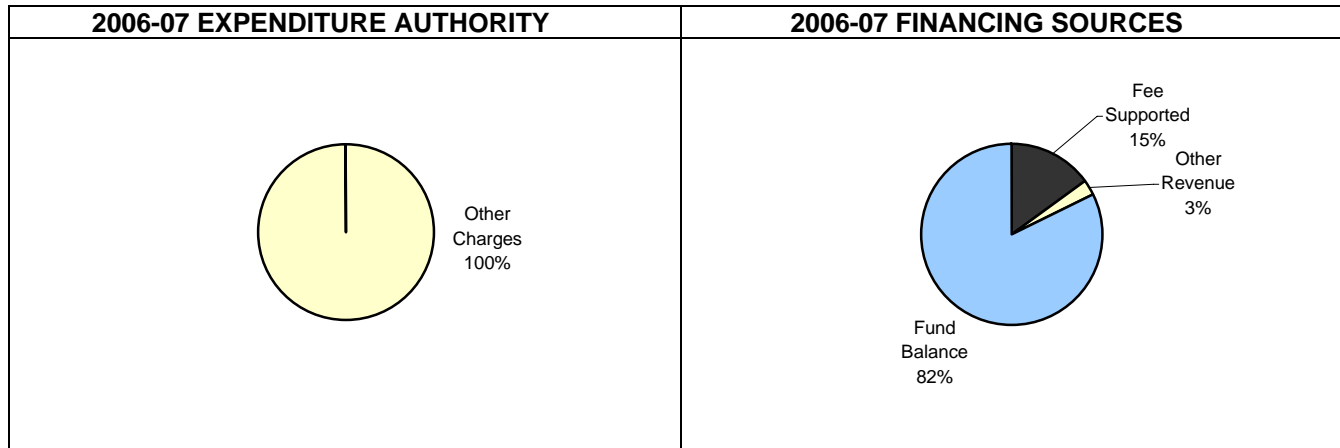 2006-07 EXPENDITURE AUTHORITY
Other
Charges
100%
2006-07 FINANCING SOURCES
Fee
Supported
15%
Other
Revenue
3%
Fund
Balance
82%